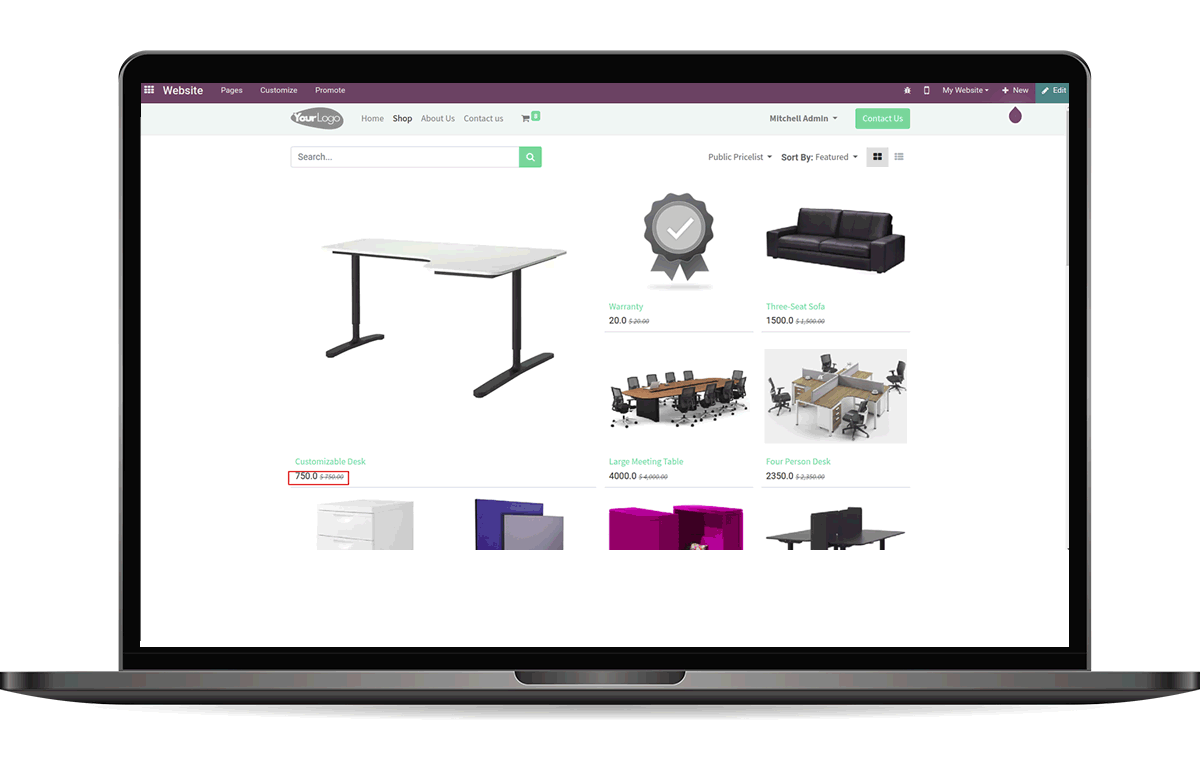 Website Pages Customize Promote My Website + New Edit
YourLogo Home Shop About Us Contact us 8 Mitchell Admin Contact Us
Search... Public Pricelist Sort By: Featured
Warranty
20.0 $ 20.00
Three-Seat Sofa
1500.0 $ 1,500.00
Customizable Desk
750.0 $ 750.00
Large Meeting Table
4000.0 $ 4,000.00
Four Person Desk
2350.0 $ 2,350.00